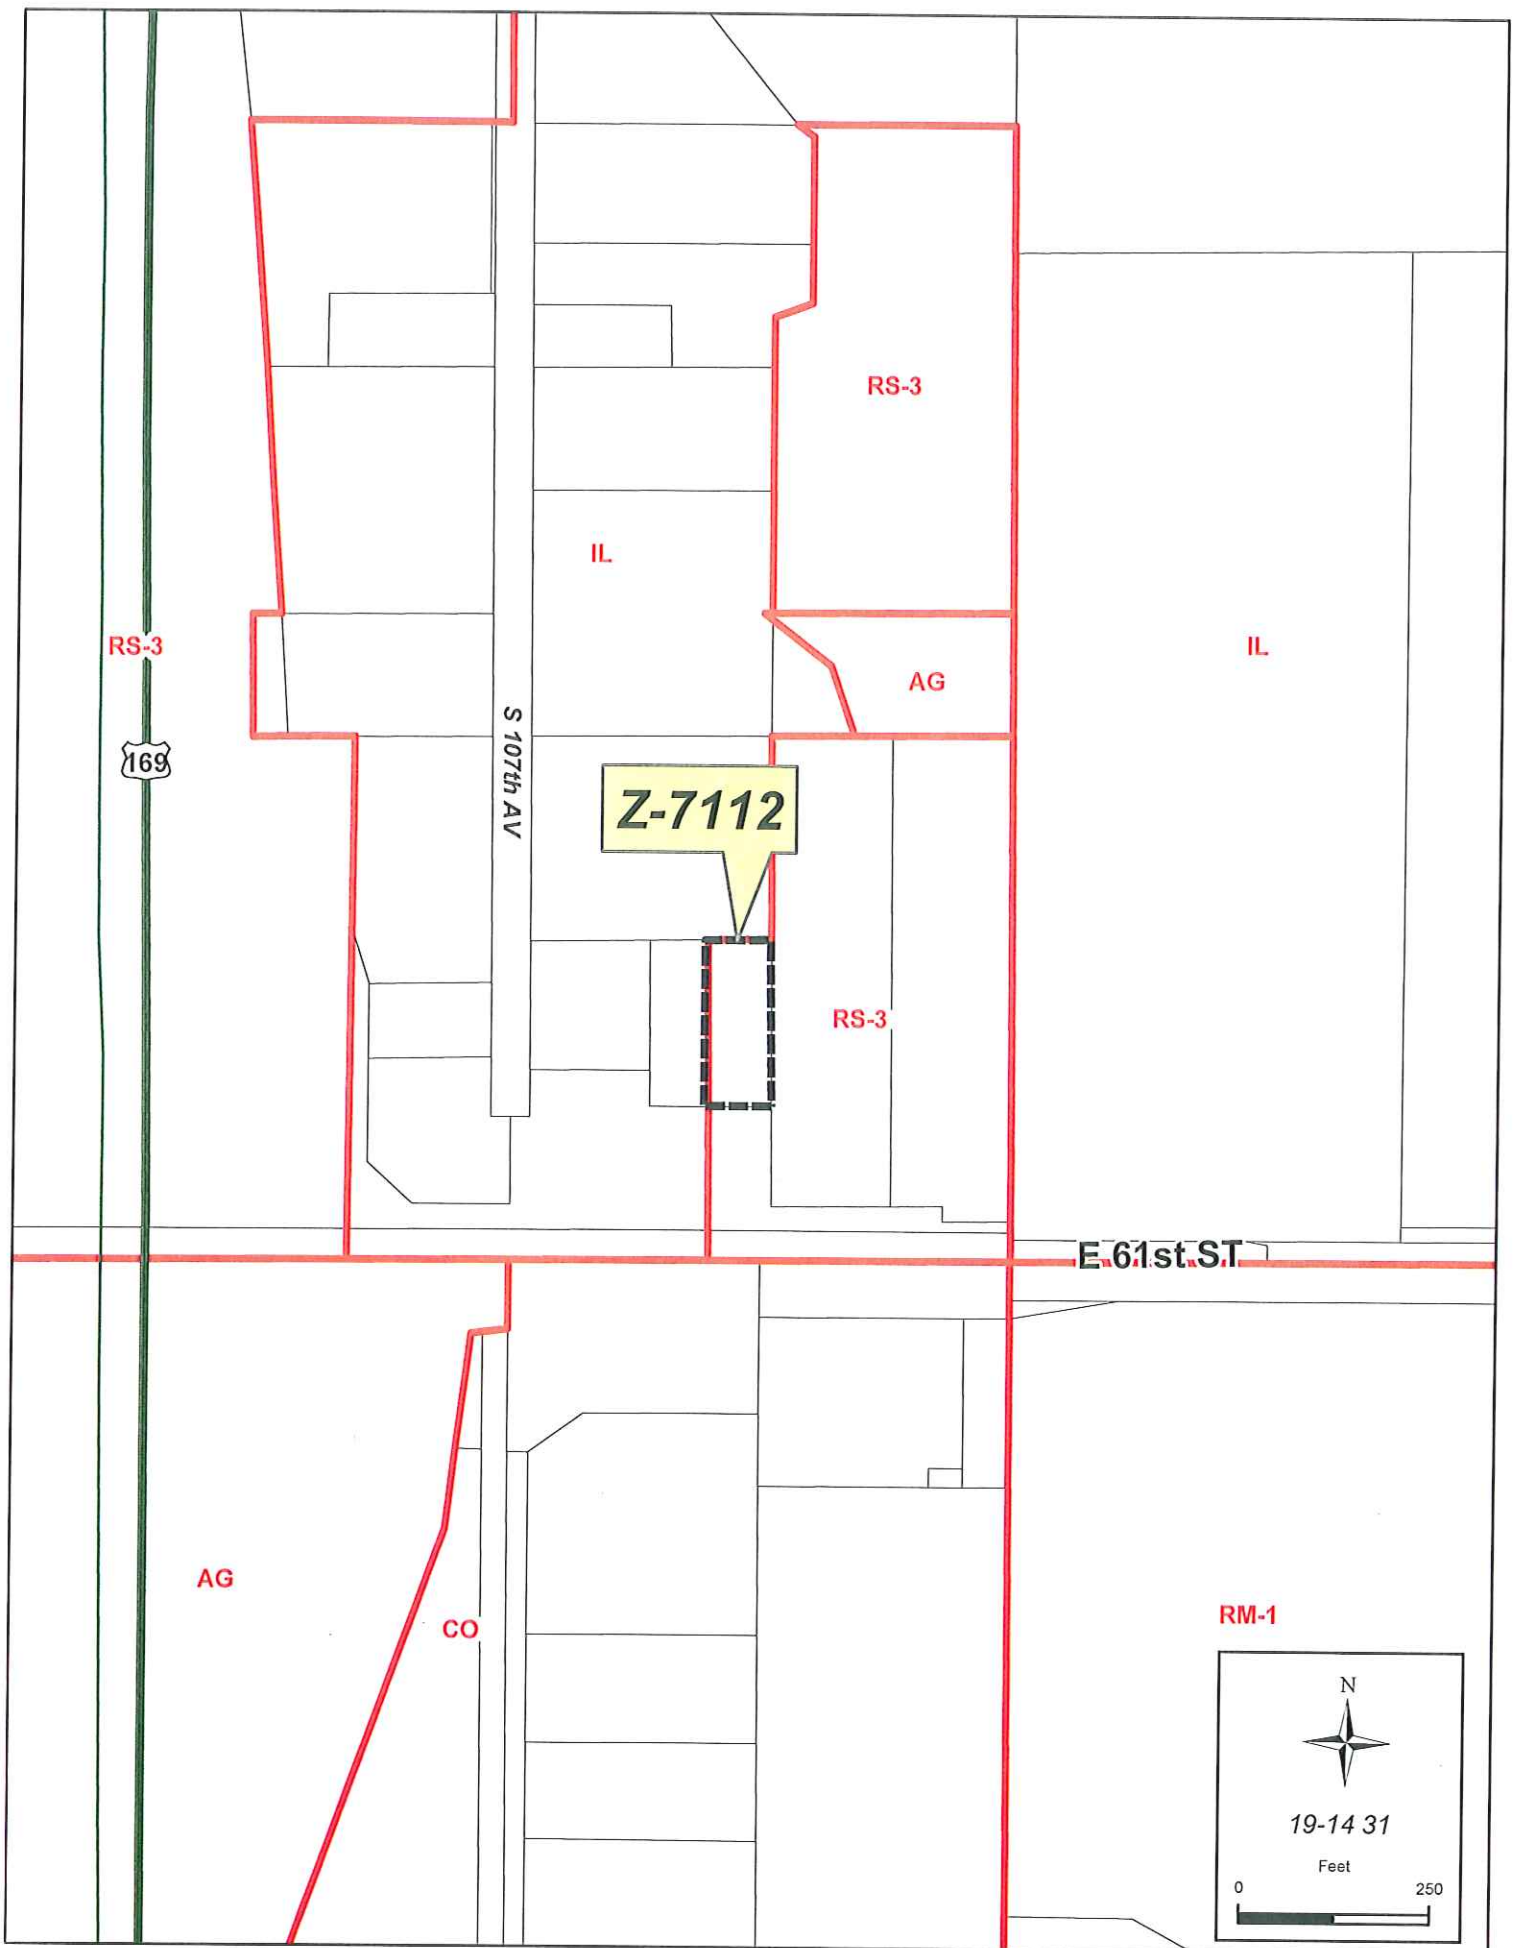 RS-3
IL
RS-3
IL
AG
S 107th AV
169
Z-7112
RS-3
E 61st ST
AG
CO
RM-1
N
19-14 31
Feet
0 250